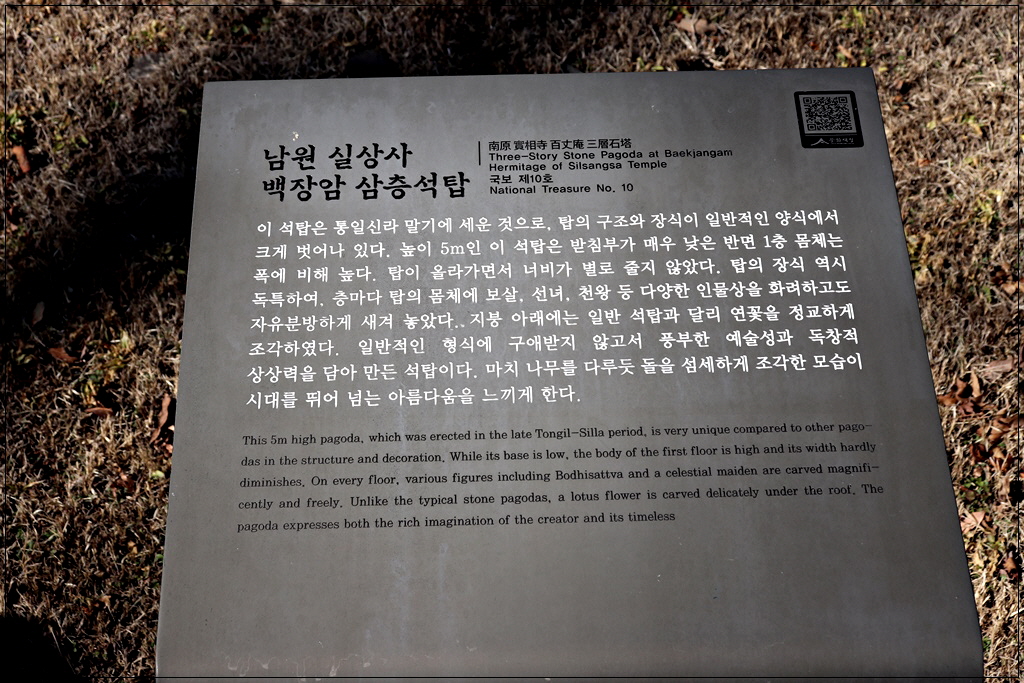 남원 실상사
백장암 삼층석탑
南原 實相寺 百丈庵 三層石塔
Three-Story Stone Pagoda at Baekjangam
Hermitage of Silsangsa Temple
국보 제10호
National Treasure No. 10
이 석탑은 통일신라 말기에 세운 것으로, 탑의 구조와 장식이 일반적인 양식에서
크게 벗어나 있다. 높이 5m인 이 석탑은 받침부가 매우 낮은 반면 1층 몸체는
폭에 비해 높다. 탑이 올라가면서 너비가 별로 줄지 않았다. 탑의 장식 역시
독특하여, 층마다 탑의 몸체에 보살, 선녀, 천왕 등 다양한 인물상을 화려하고도
자유분방하게 새겨 놓았다.. 지붕 아래에는 일반 석탑과 달리 연꽃을 정교하게
조각하였다. 일반적인 형식에 구애받지 않고서 풍부한 예술성과 독창적
상상력을 담아 만든 석탑이다. 마치 나무를 다루듯 돌을 섬세하게 조각한 모습이
시대를 뛰어 넘는 아름다움을 느끼게 한다.
This 5m high pagoda, which was erected in the late Tongil-Silla period, is very unique compared to other pago-
das in the structure and decoration. While its base is low, the body of the first floor is high and its width hardly
diminishes. On every floor, various figures including Bodhisattva and a celestial maiden are carved magnifi-
cently and freely. Unlike the typical stone pagodas, a lotus flower is carved delicately under the roof. The
pagoda expresses both the rich imagination of the creator and its timeless